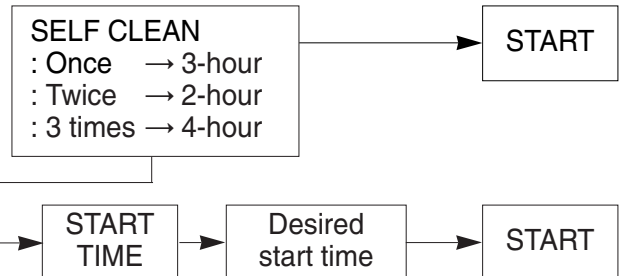 SELF CLEAN
: Once → 3-hour
: Twice → 2-hour
: 3 times → 4-hour
START
START
TIME
Desired
start time
START